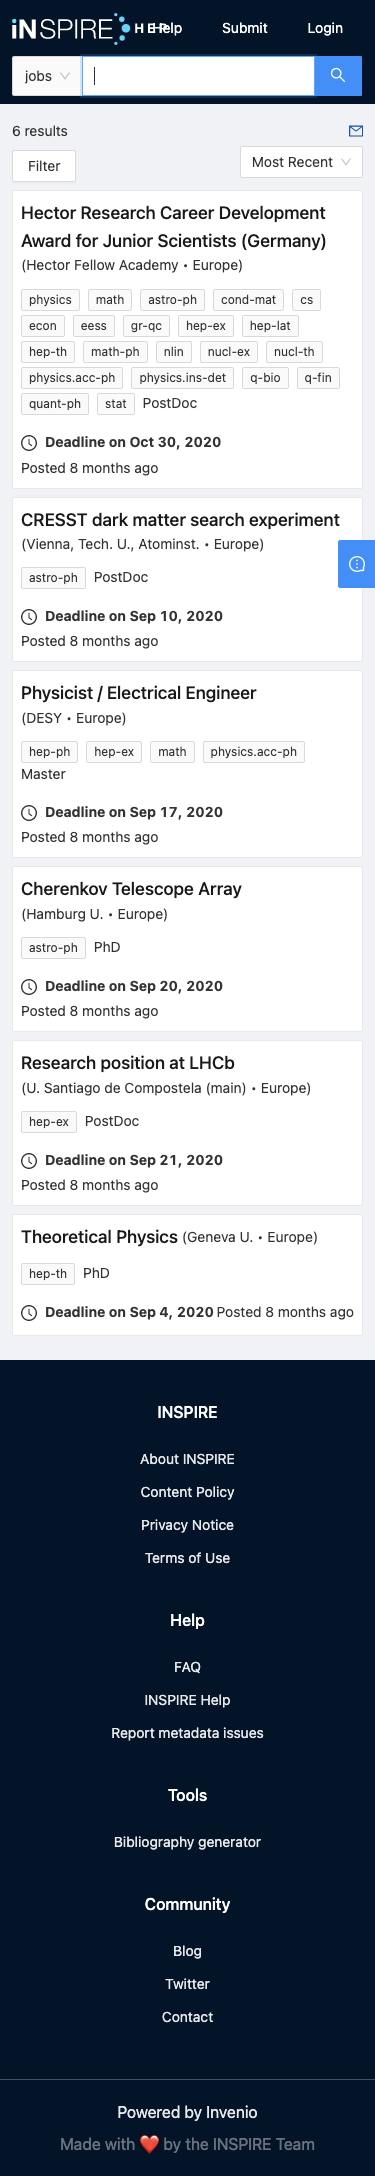 iNSPIRE HEP Help Submit Login
jobs
6 results
Filter
Most Recent
Hector Research Career Development
Award for Junior Scientists (Germany)
(Hector Fellow Academy • Europe)
physics math astro-ph cond-mat cs
econ eess gr-qc hep-ex hep-lat
hep-th math-ph nlin nucl-ex nucl-th
physics.acc-ph physics.ins-det q-bio q-fin
quant-ph stat PostDoc
Deadline on Oct 30, 2020
Posted 8 months ago
CRESST dark matter search experiment
(Vienna, Tech. U., Atominst. • Europe)
astro-ph PostDoc
Deadline on Sep 10, 2020
Posted 8 months ago
Physicist / Electrical Engineer
(DESY • Europe)
hep-ph hep-ex math physics.acc-ph
Master
Deadline on Sep 17, 2020
Posted 8 months ago
Cherenkov Telescope Array
(Hamburg U. • Europe)
astro-ph PhD
Deadline on Sep 20, 2020
Posted 8 months ago
Research position at LHCb
(U. Santiago de Compostela (main) • Europe)
hep-ex PostDoc
Deadline on Sep 21, 2020
Posted 8 months ago
Theoretical Physics (Geneva U. • Europe)
hep-th PhD
Deadline on Sep 4, 2020 Posted 8 months ago
INSPIRE
About INSPIRE
Content Policy
Privacy Notice
Terms of Use
Help
FAQ
INSPIRE Help
Report metadata issues
Tools
Bibliography generator
Community
Blog
Twitter
Contact
Powered by Invenio
Made with ❤️ by the INSPIRE Team